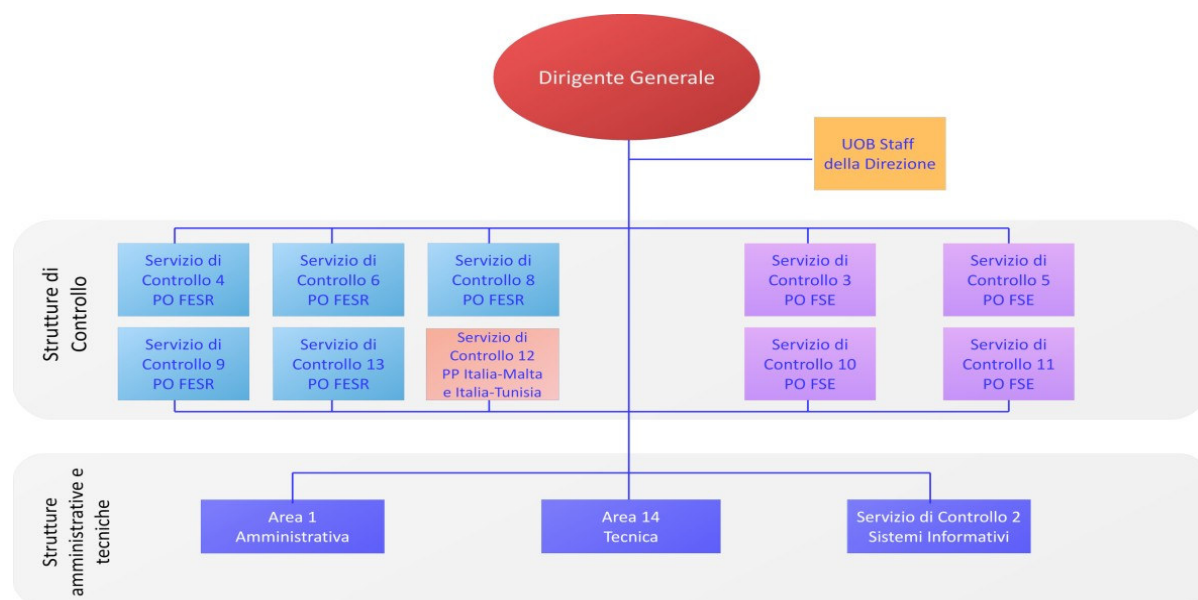 Dirigente Generale
UOB Staff
della Direzione
Strutture di
Controllo
Servizio di
Controllo 4
PO FESR
Servizio di
Controllo 6
PO FESR
Servizio di
Controllo 8
PO FESR
Servizio di
Controllo 3
PO FSE
Servizio di
Controllo 5
PO FSE
Servizio di
Controllo 9
PO FESR
Servizio di
Controllo 13
PO FESR
Servizio di
Controllo 12
PP Italia-Malta
e Italia-Tunisia
Servizio di
Controllo 10
PO FSE
Servizio di
Controllo 11
PO FSE
Strutture
amministrative e
tecniche
Area 1
Amministrativa
Area 14
Tecnica
Servizio di Controllo 2
Sistemi Informativi